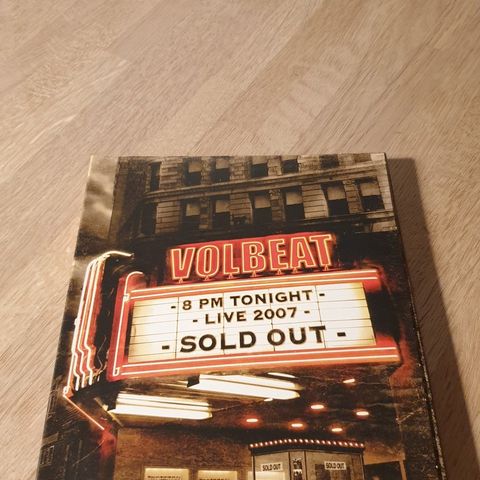 VOLBEAT
- 8 PM TONIGHT -
- LIVE 2007 -
- SOLD OUT -
SOLD OUT SOLD OUT